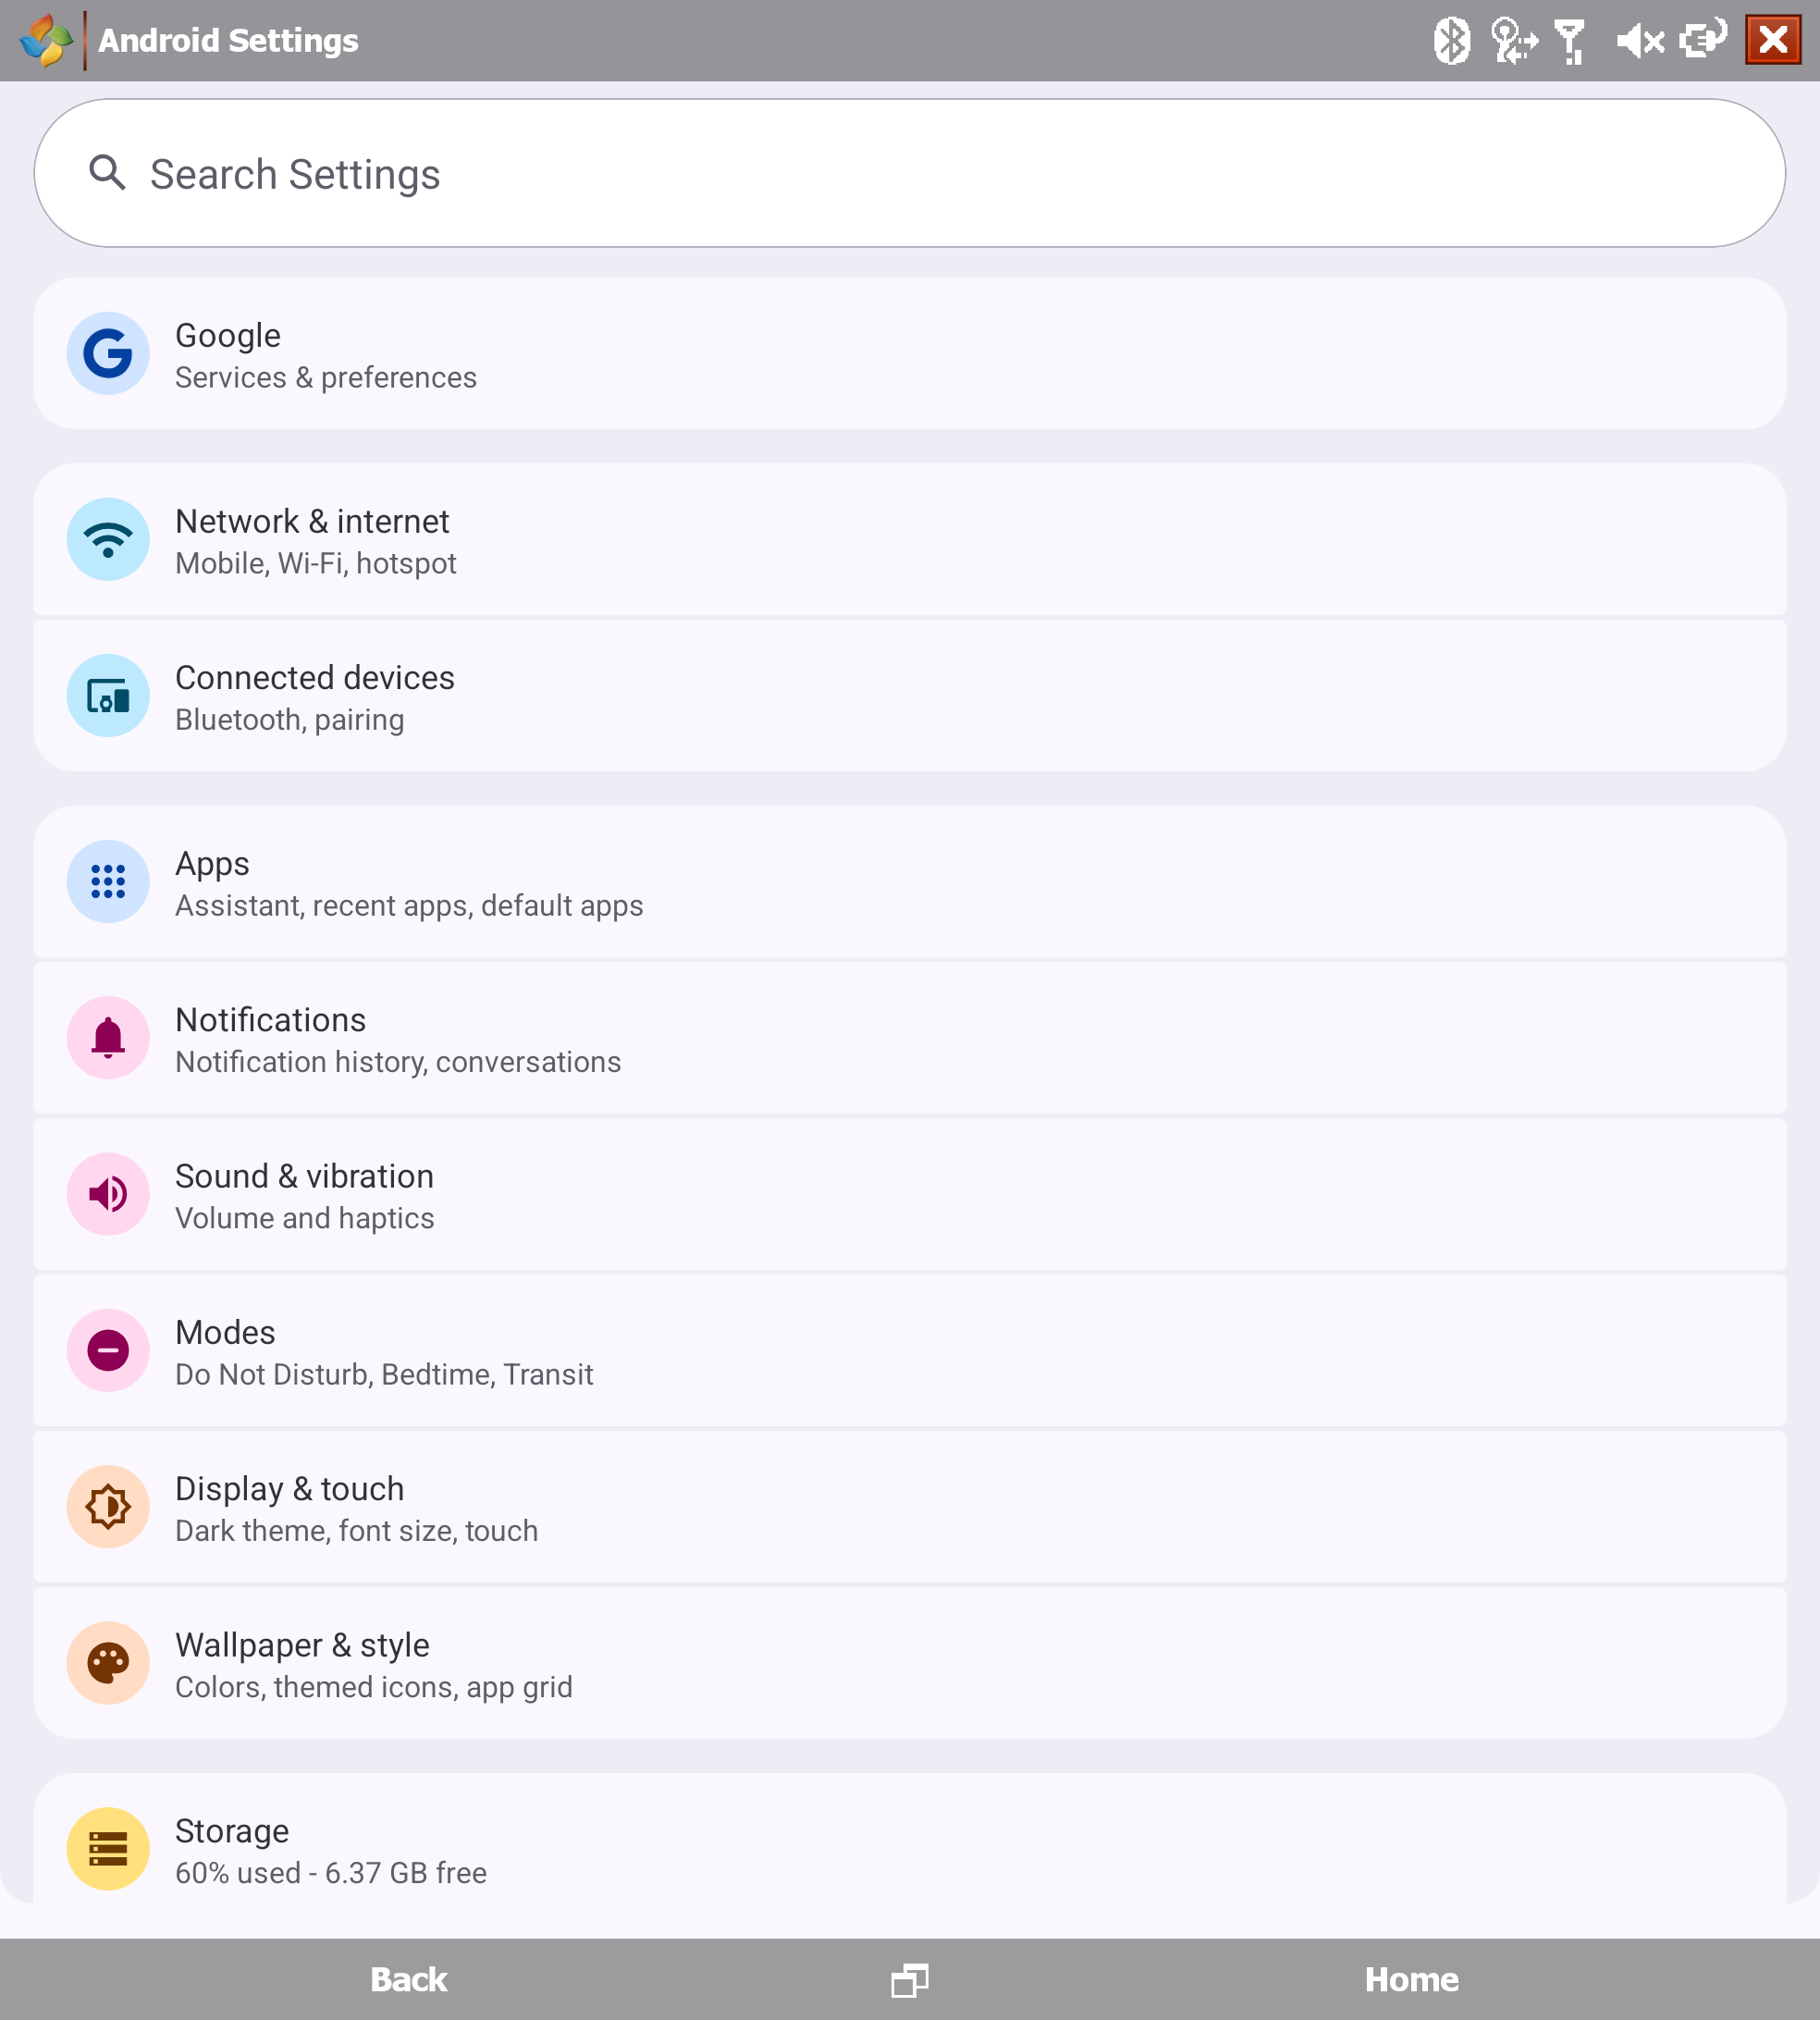 Android Settings
Search Settings
Google
Services & preferences
Network & internet
Mobile, Wi-Fi, hotspot
Connected devices
Bluetooth, pairing
Apps
Assistant, recent apps, default apps
Notifications
Notification history, conversations
Sound & vibration
Volume and haptics
Modes
Do Not Disturb, Bedtime, Transit
Display & touch
Dark theme, font size, touch
Wallpaper & style
Colors, themed icons, app grid
Storage
60% used - 6.37 GB free
Back
Home